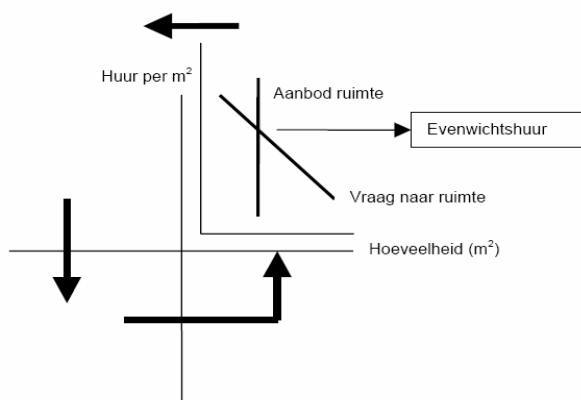 Huur per m²
Aanbod ruimte
Evenwichtshuur
Vraag naar ruimte
Hoeveelheid (m²)